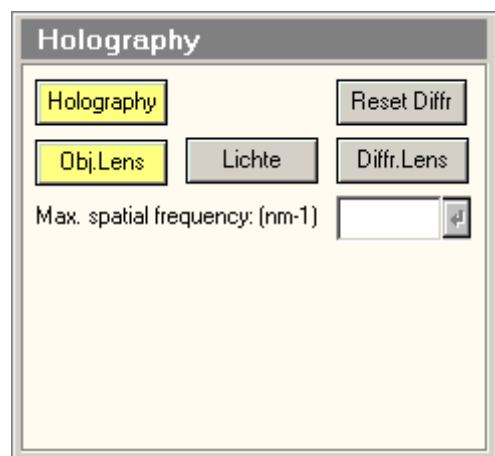 Holography
Holography Reset Diffr
Obj.Lens Lichte Diffr.Lens
Max. spatial frequency: (nm-1)